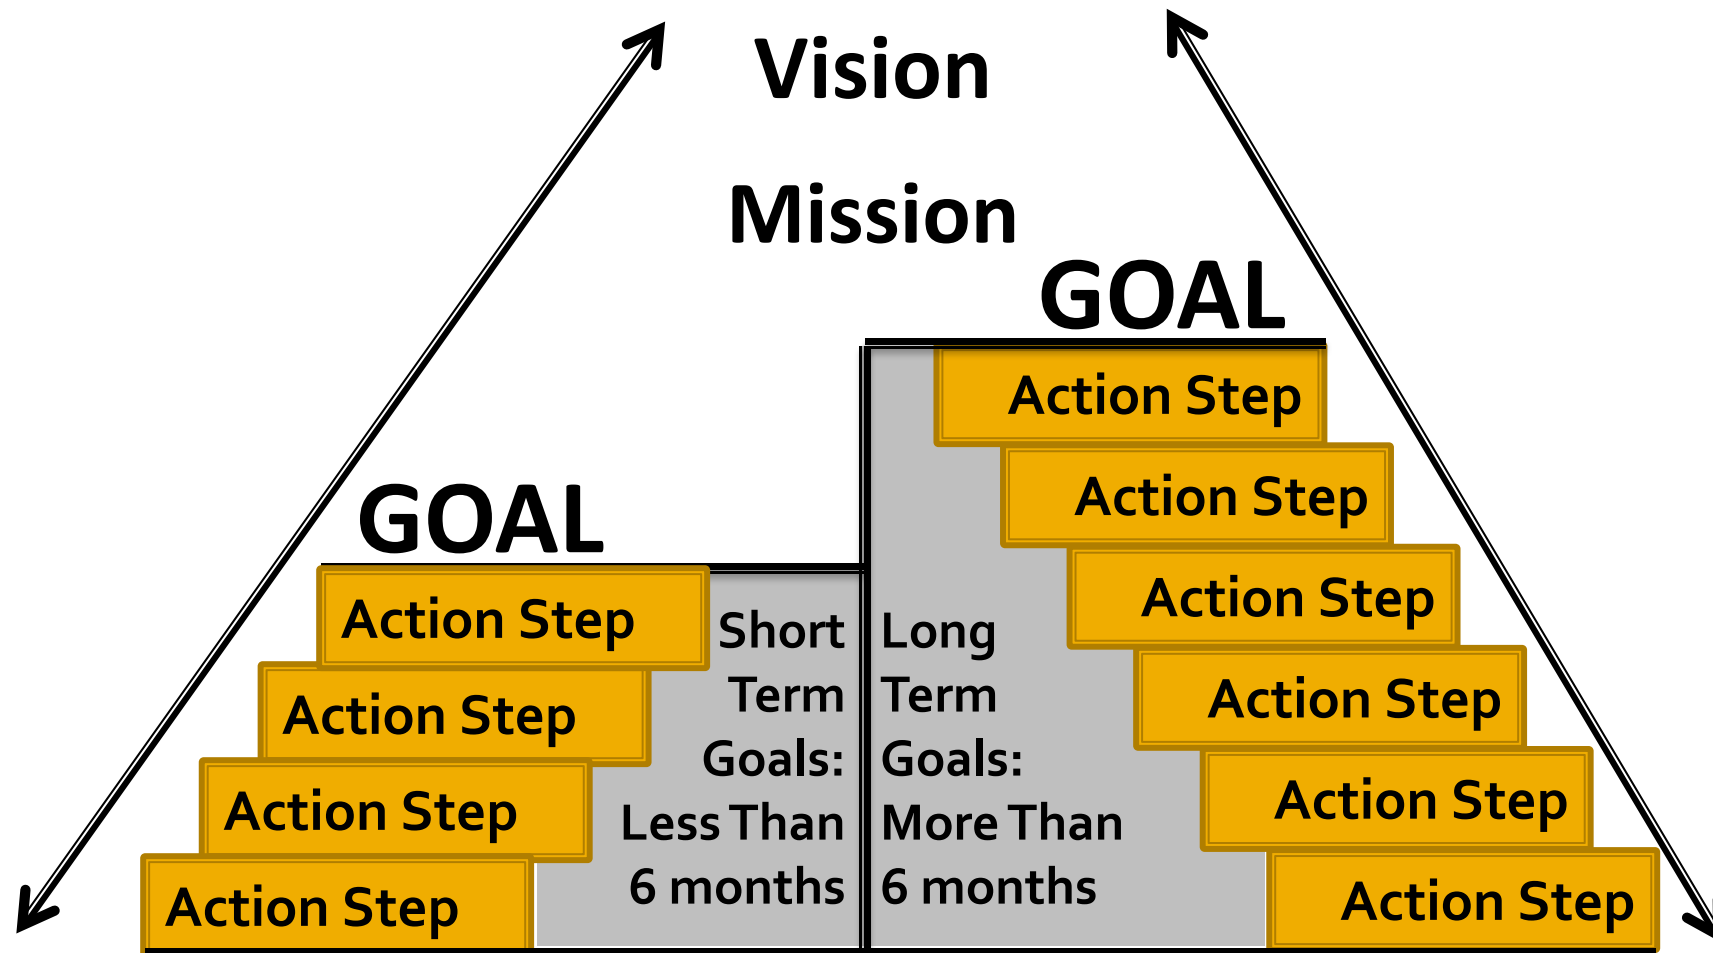 Vision
Mission
GOAL
Action Step
Action Step
Action Step
Action Step
Action Step
Action Step
GOAL
Action Step
Action Step
Action Step
Action Step
Short
Term
Goals:
Less Than
6 months
Long
Term
Goals:
More Than
6 months